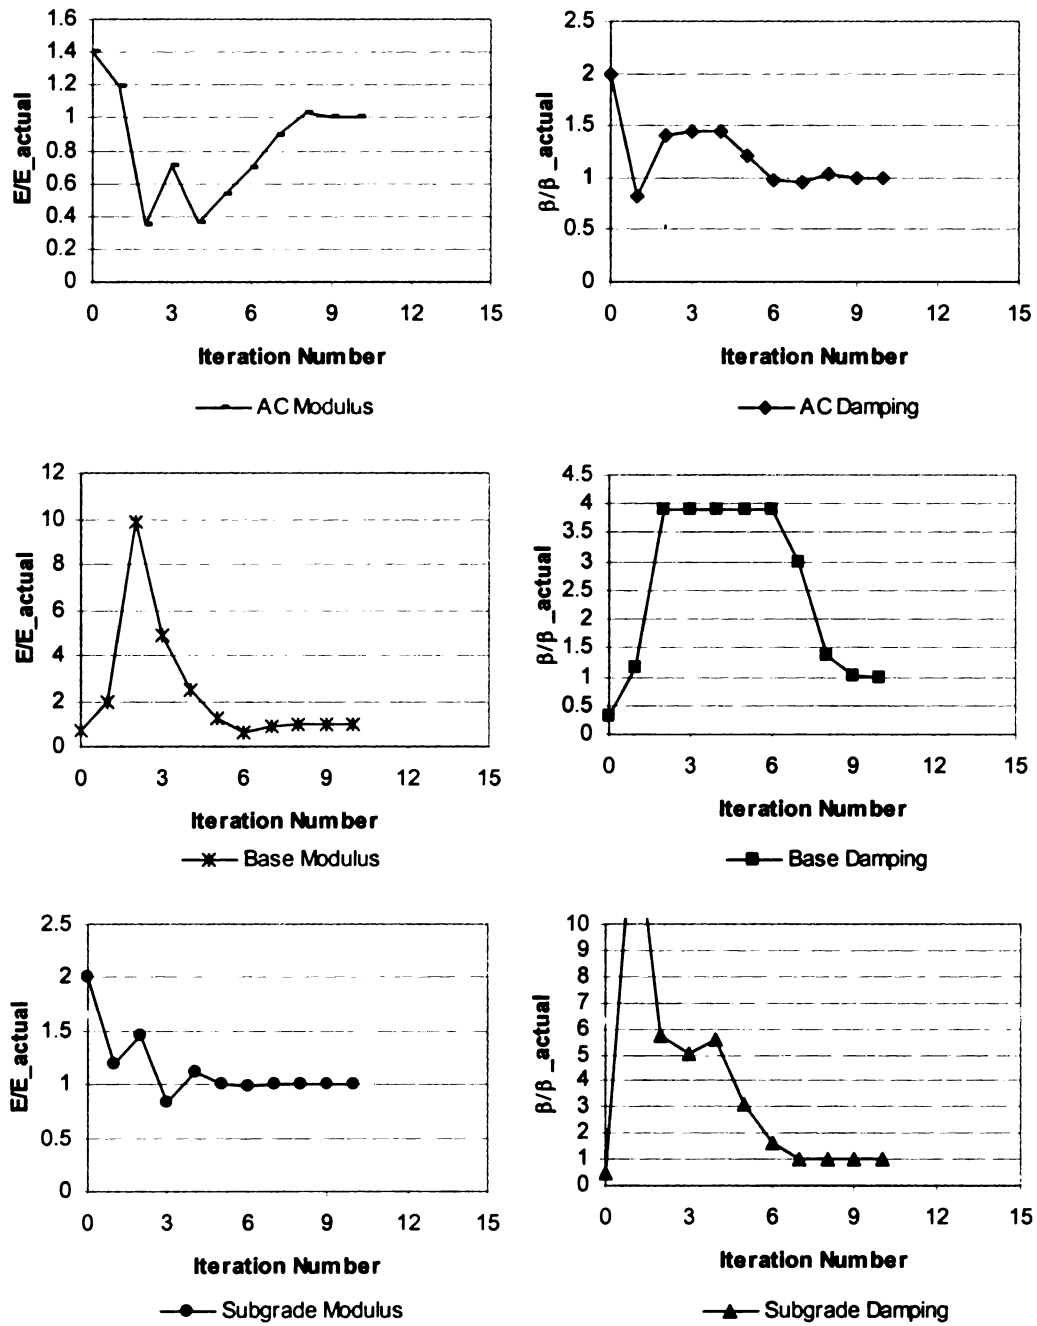 E/E_actual
1.6
1.4
1.2
1
0.8
0.6
0.4
0.2
0
0 3 6 9 12 15
Iteration Number
AC Modulus
β/β _actual
2.5
2
1.5
1
0.5
0
0 3 6 9 12 15
Iteration Number
AC Damping
E/E_actual
12
10
8
6
4
2
0
0 3 6 9 12 15
Iteration Number
Base Modulus
β/β _actual
4.5
4
3.5
3
2.5
2
1.5
1
0.5
0
0 3 6 9 12 15
Iteration Number
Base Damping
E/E_actual
2.5
2
1.5
1
0.5
0
0 3 6 9 12 15
Iteration Number
Subgrade Modulus
β/β _actual
10
9
8
7
6
5
4
3
2
1
0
0 3 6 9 12 15
Iteration Number
Subgrade Damping